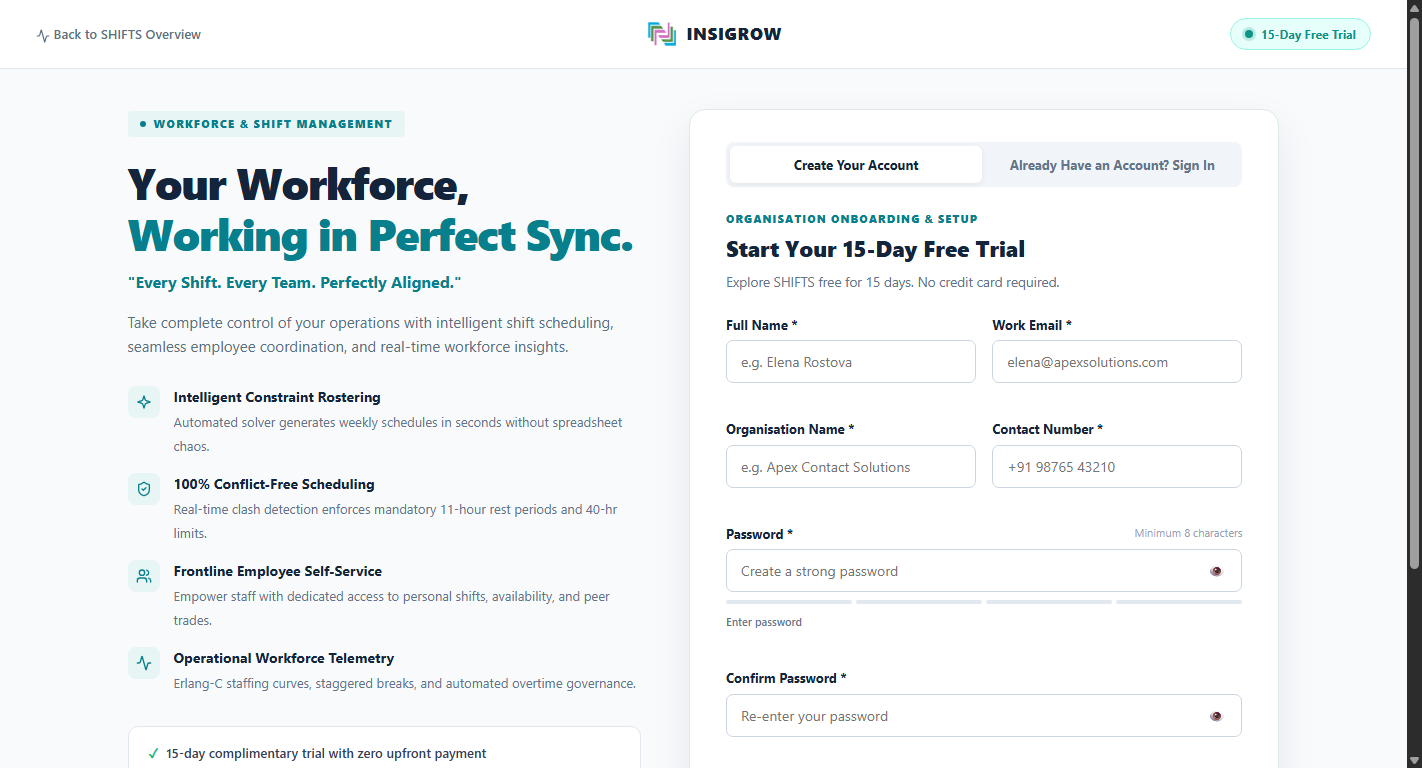 Back to SHIFTS Overview
INSIGROW
15-Day Free Trial
WORKFORCE & SHIFT MANAGEMENT
Your Workforce,
Working in Perfect Sync.
"Every Shift. Every Team. Perfectly Aligned."
Take complete control of your operations with intelligent shift scheduling,
seamless employee coordination, and real-time workforce insights.
Intelligent Constraint Rostering
Automated solver generates weekly schedules in seconds without spreadsheet
chaos.
100% Conflict-Free Scheduling
Real-time clash detection enforces mandatory 11-hour rest periods and 40-hr
limits.
Frontline Employee Self-Service
Empower staff with dedicated access to personal shifts, availability, and peer
trades.
Operational Workforce Telemetry
Erlang-C staffing curves, staggered breaks, and automated overtime governance.
✓ 15-day complimentary trial with zero upfront payment
Create Your Account
Already Have an Account? Sign In
ORGANISATION ONBOARDING & SETUP
Start Your 15-Day Free Trial
Explore SHIFTS free for 15 days. No credit card required.
Full Name *
Work Email *
e.g. Elena Rostova
elena@apexsolutions.com
Organisation Name *
Contact Number *
e.g. Apex Contact Solutions
+91 98765 43210
Password *
Minimum 8 characters
Create a strong password
Enter password
Confirm Password *
Re-enter your password